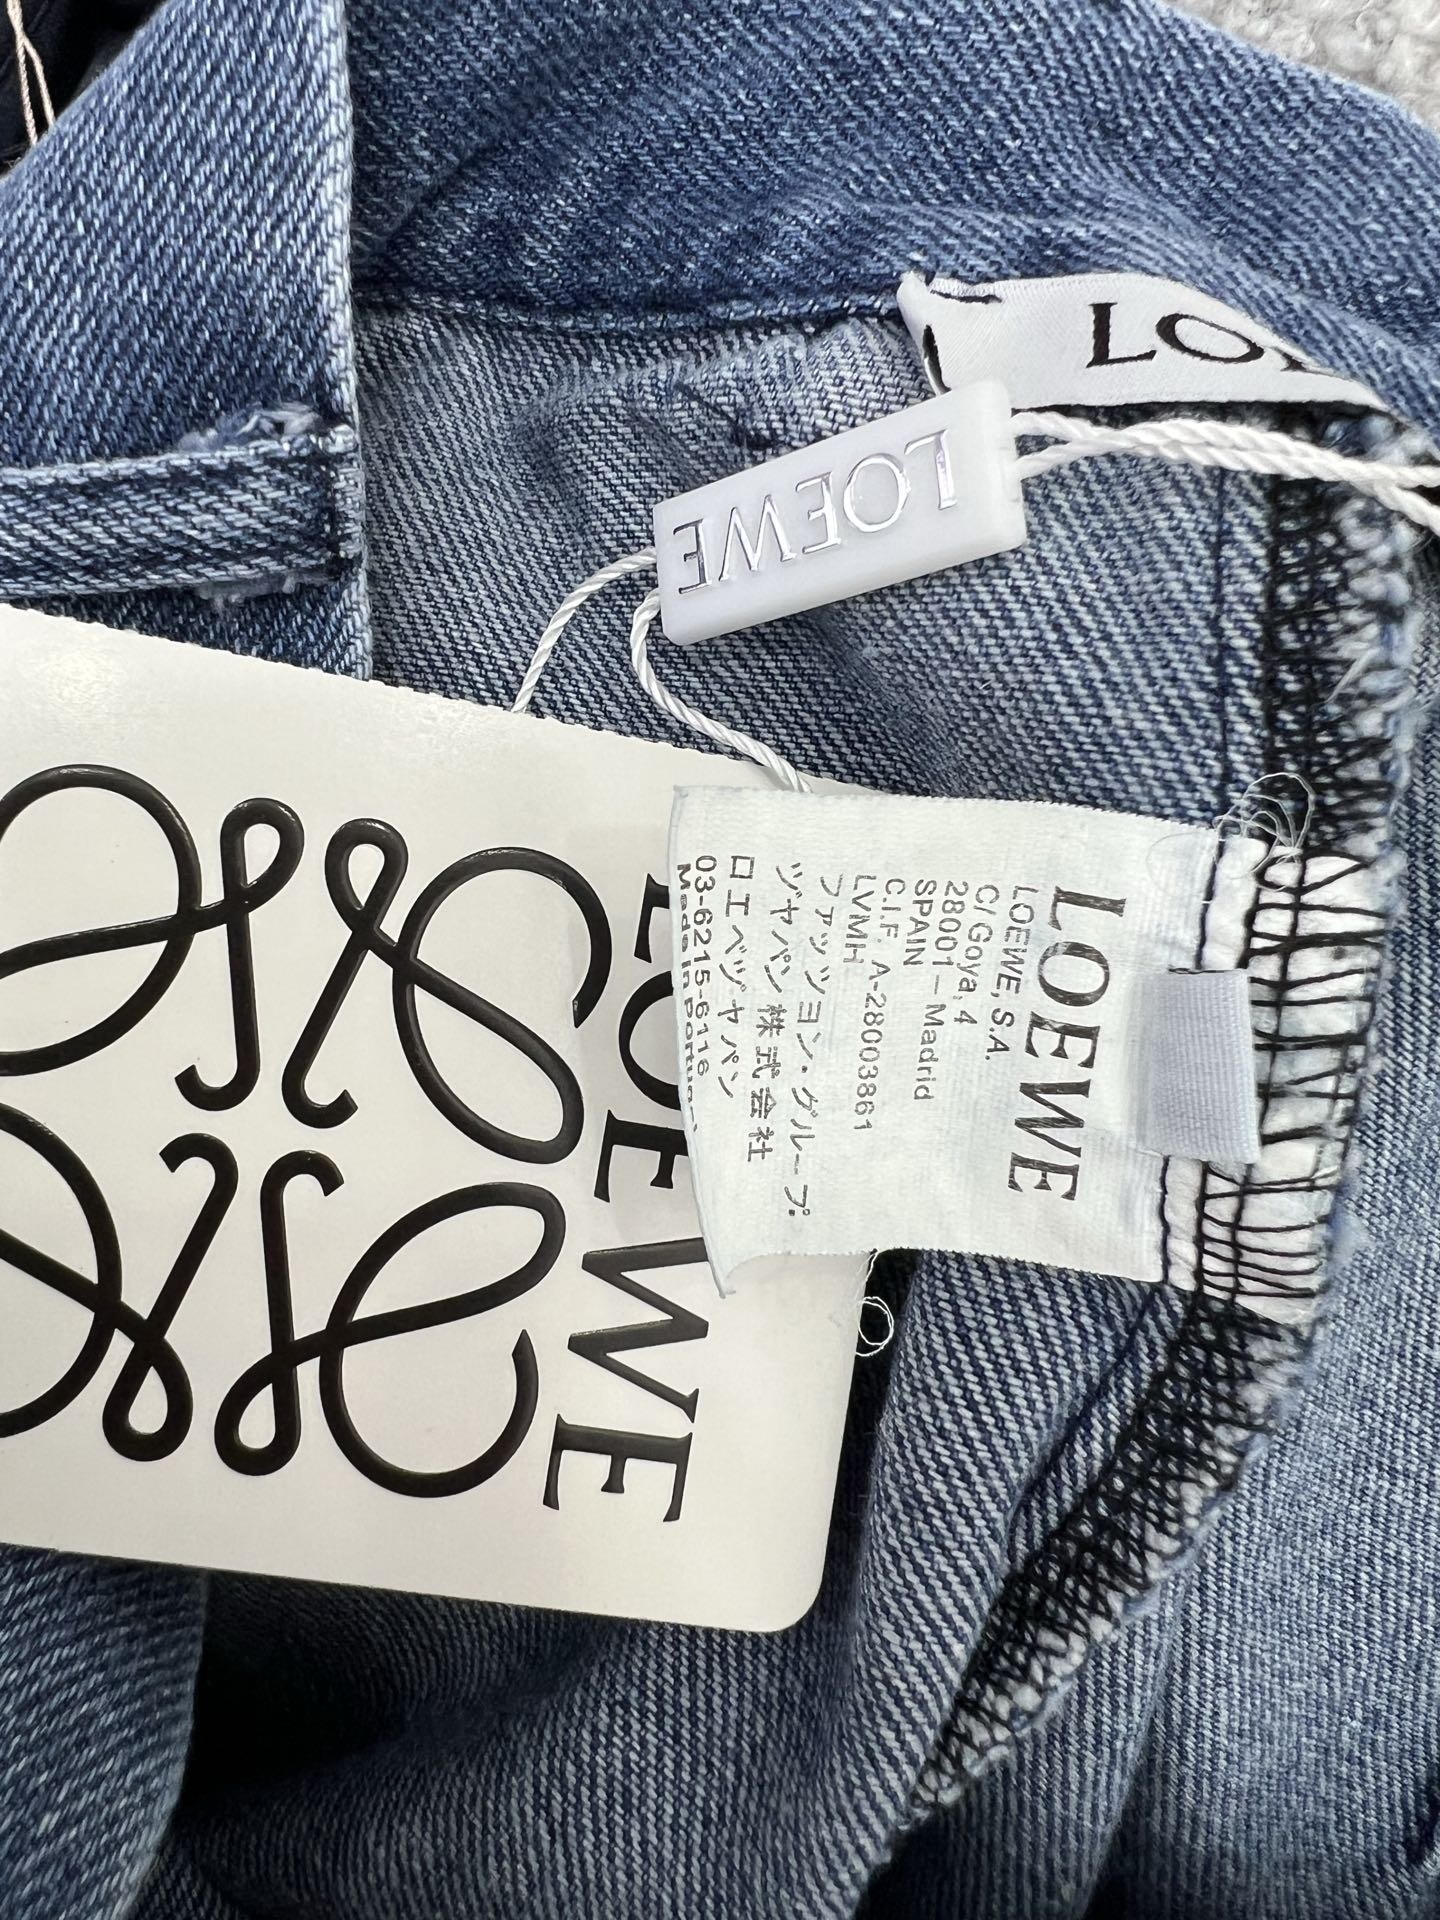 LOEWE
LOEWE
LOEWE
LOEWE, S.A.
C/Goya, 4
28001 – Madrid
SPAIN
C.I.F. A-28003861
LVMH
ファッション・グループ.
ジャパン株式会社
ロエベジャパン
03-6215-6116
Made in